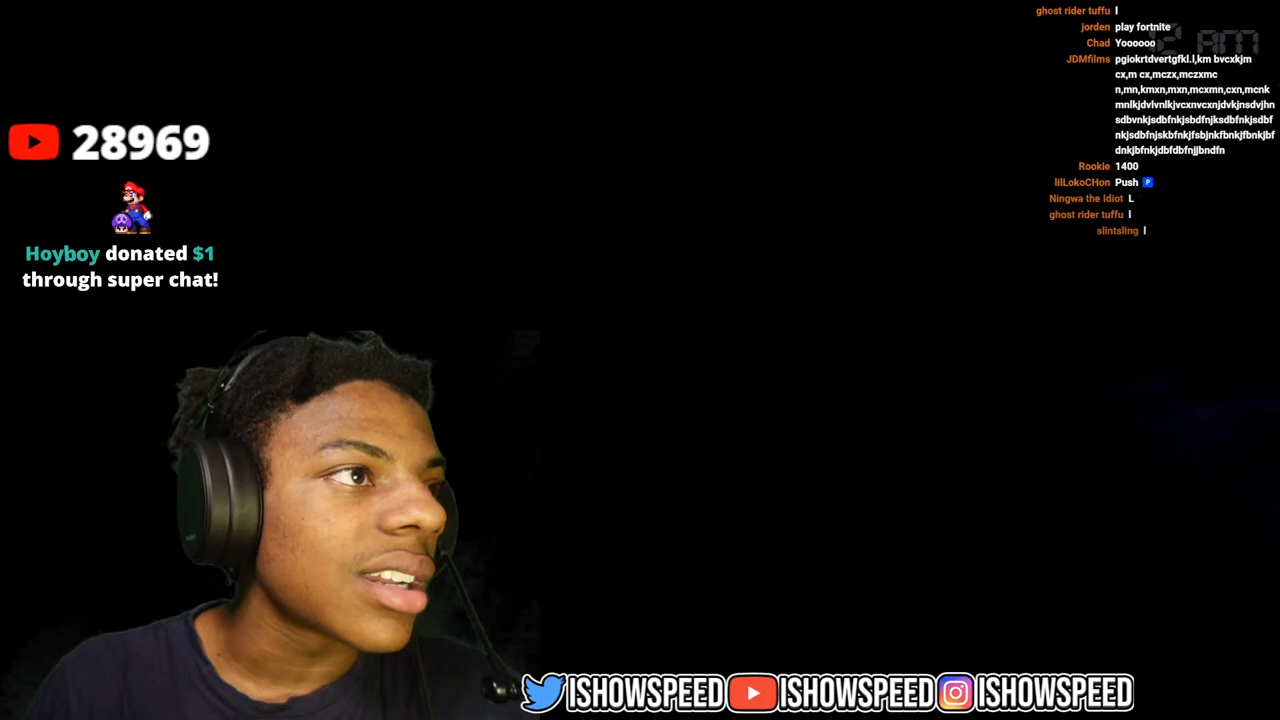 ghost rider tuffu l
jorden play fortnite
Chad Yoooooo
12 AM
JDMfilms pgiokrtdvertgfkl.l,km bvcxkjm
cx,m cx,mczx,mczxmc
n,mn,kmxn,mxn,mcxmn,cxn,mcnk
mnlkjdvlvnlkjvcxnvcxnjdvkjnsdvjhn
sdbvnkjsdbfnkjsbdfnjksdbfnkjsdbf
nkjsdbfnjskbfnkjfsbjnkfbnkjfbnkjbf
dnkjbfnkjdbfdbfnjjbndfn
Rookie 1400
lilLokoCHon Push P
Ningwa the Idiot L
ghost rider tuffu l
slintsling l
28969
Hoyboy donated $1
through super chat!
ISHOWSPEED ISHOWSPEED ISHOWSPEED